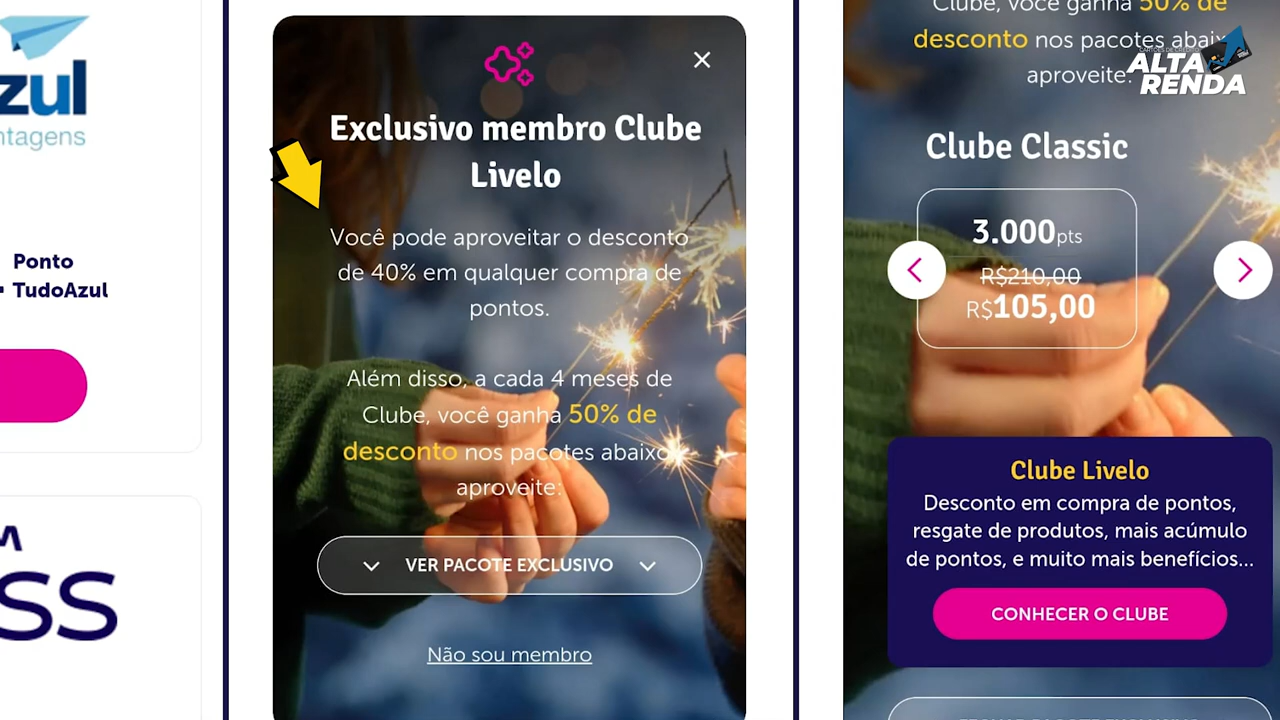 zul
ntagens
Ponto
TudoAzul
M
SS
Exclusivo membro Clube
Livelo
Você pode aproveitar o desconto
de 40% em qualquer compra de
pontos.
Além disso, a cada 4 meses de
Clube, você ganha 50% de
desconto nos pacotes abaixo
aproveite:
VER PACOTE EXCLUSIVO
Não sou membro
Clube, você ganha 50% de
desconto nos pacotes abaix
aproveite:
CARTÕES DE CRÉDITO
ALTA
RENDA
Clube Classic
3.000pts
R$210,00
R$105,00
Clube Livelo
Desconto em compra de pontos,
resgate de produtos, mais acúmulo
de pontos, e muito mais benefícios...
CONHECER O CLUBE